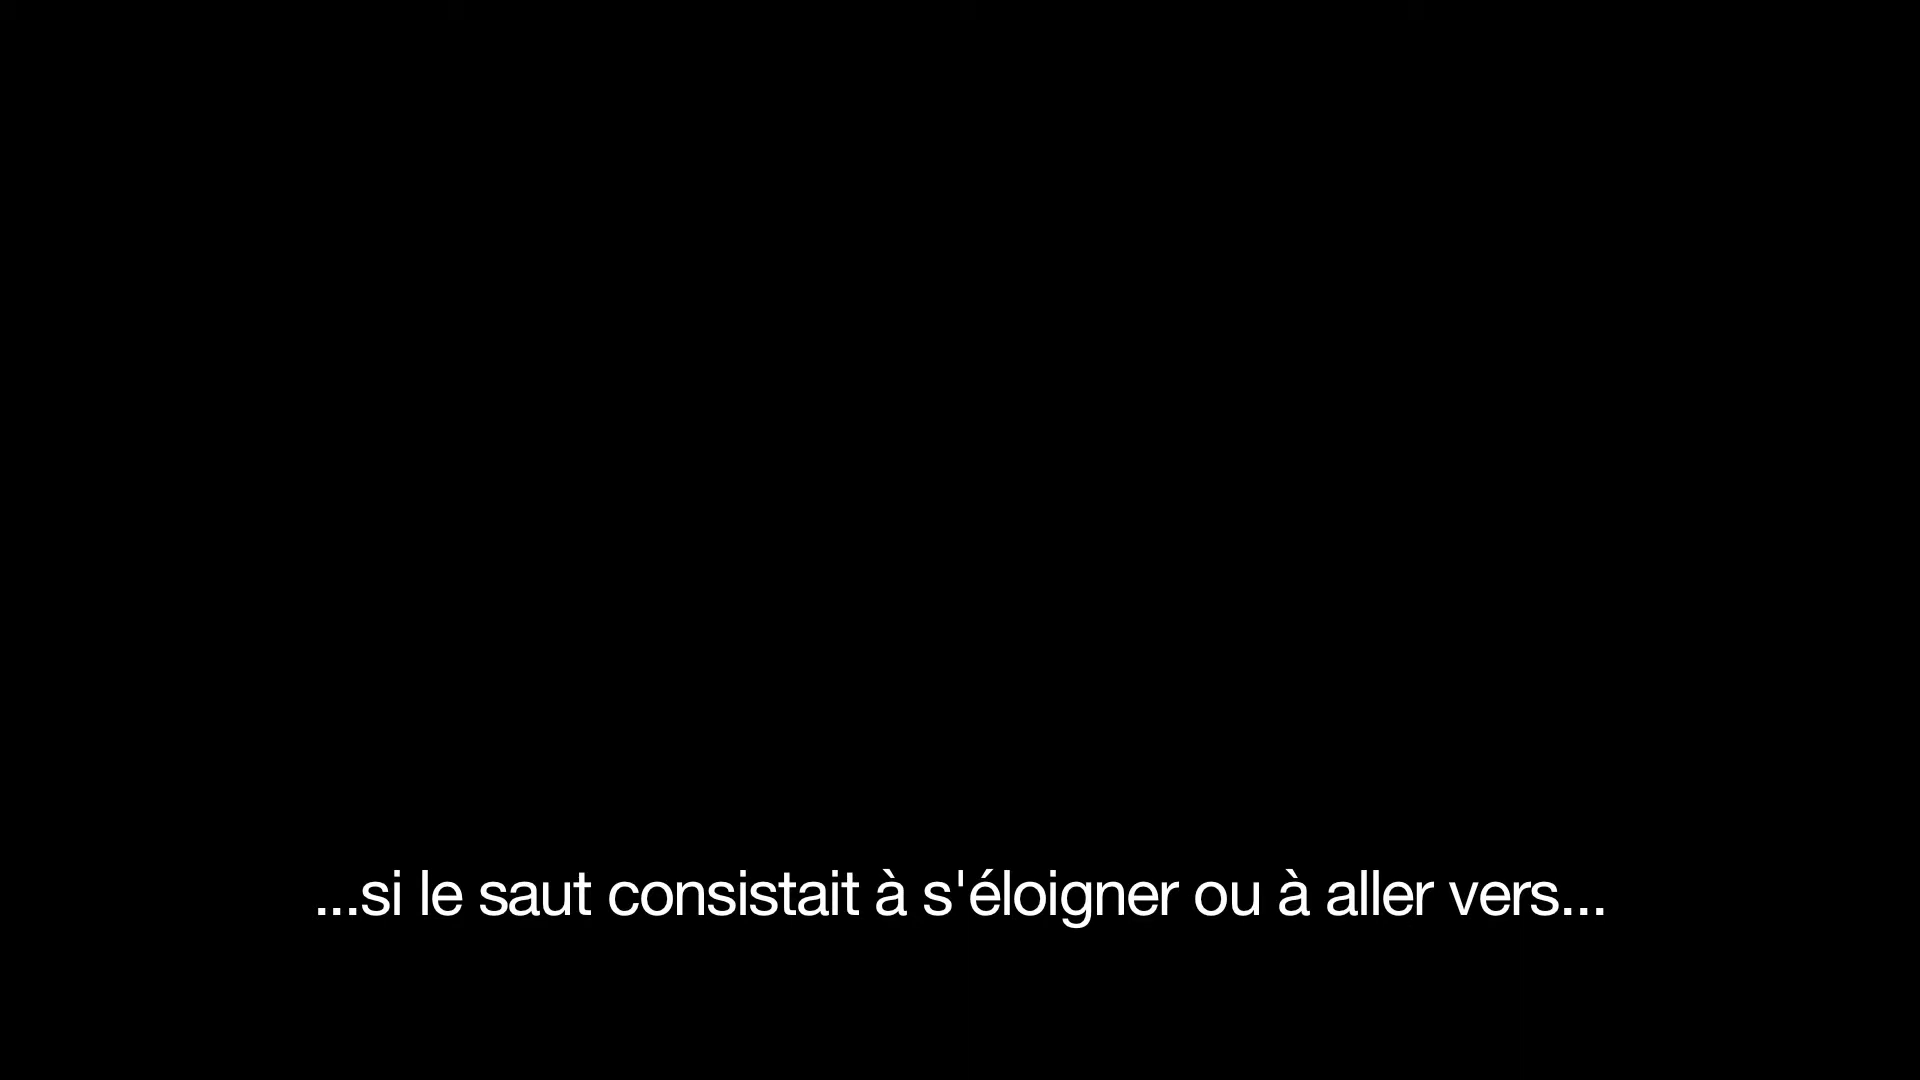 ...si le saut consistait à s'éloigner ou à aller vers...